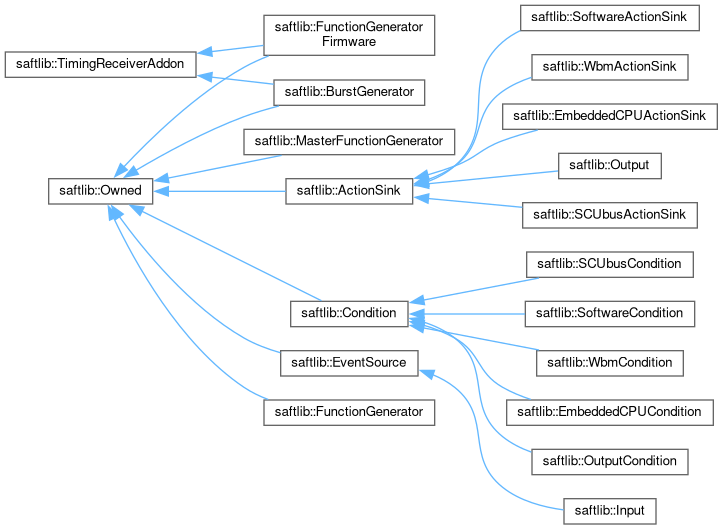 saftlib::SoftwareActionSink
saftlib::FunctionGenerator
Firmware
saftlib::TimingReceiverAddon
saftlib::WbmActionSink
saftlib::BurstGenerator
saftlib::EmbeddedCPUActionSink
saftlib::MasterFunctionGenerator
saftlib::Output
saftlib::Owned
saftlib::ActionSink
saftlib::SCUbusActionSink
saftlib::SCUbusCondition
saftlib::Condition
saftlib::SoftwareCondition
saftlib::EventSource
saftlib::WbmCondition
saftlib::FunctionGenerator
saftlib::EmbeddedCPUCondition
saftlib::OutputCondition
saftlib::Input